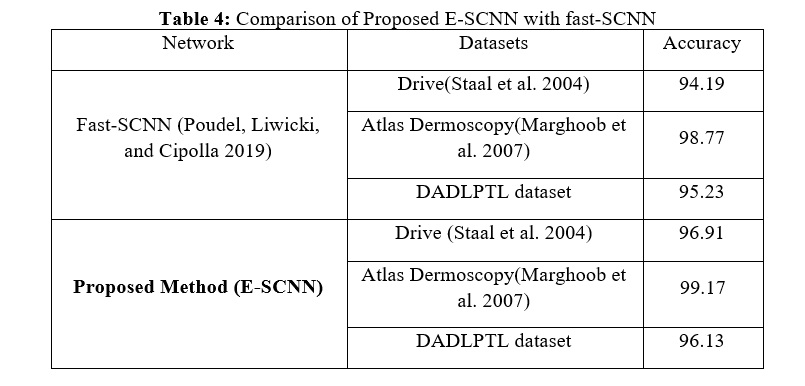 Table 4: Comparison of Proposed E-SCNN with fast-SCNN
Network Datasets Accuracy
Fast-SCNN (Poudel, Liwicki,
and Cipolla 2019)
Drive(Staal et al. 2004) 94.19
Atlas Dermoscopy(Marghoob et
al. 2007)
98.77
DADLPTL dataset 95.23
Proposed Method (E-SCNN)
Drive (Staal et al. 2004) 96.91
Atlas Dermoscopy(Marghoob et
al. 2007)
99.17
DADLPTL dataset 96.13